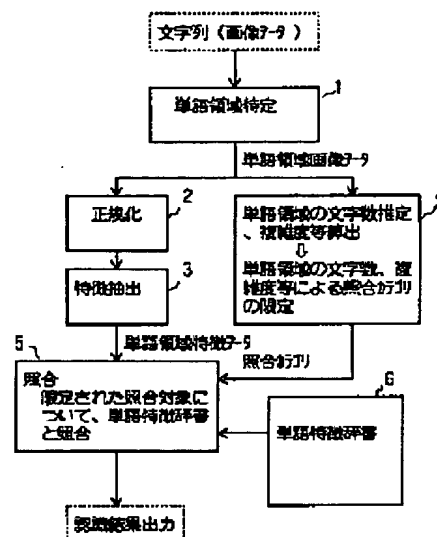 文字列（画像データ）
1
単語領域特定
単語領域画像データ
2
正規化
3
特徴抽出
4
単語領域の文字数推定
、複雑度等算出
⇩
単語領域の文字数、複
雑度等による照合カテゴリ
の限定
単語領域特徴データ
照合カテゴリ
5
照合
限定された照合対象に
ついて、単語特徴辞書
と照合
6
単語特徴辞書
認識結果出力